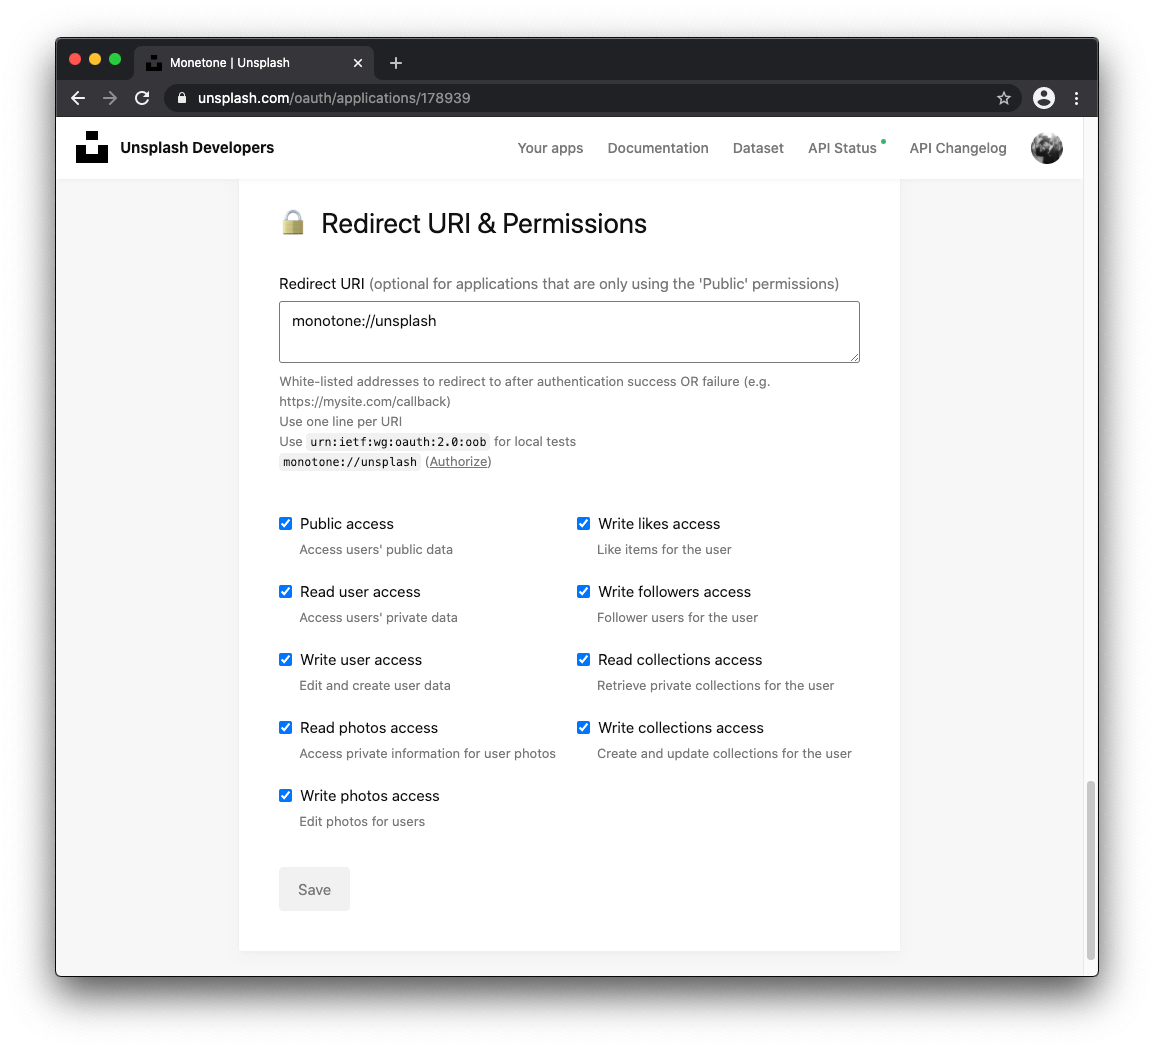 Monotone | Unsplash
unsplash.com/oauth/applications/178939
Unsplash Developers
Your apps
Documentation
Dataset
API Status
API Changelog
Redirect URI & Permissions
Redirect URI (optional for applications that are only using the 'Public' permissions)
monotone://unsplash
White-listed addresses to redirect to after authentication success OR failure (e.g.
https://mysite.com/callback)
Use one line per URI
Use urn:ietf:wg:oauth:2.0:oob for local tests
monotone://unsplash (Authorize)
Public access
Access users' public data
Write likes access
Like items for the user
Read user access
Access users' private data
Write followers access
Follower users for the user
Write user access
Edit and create user data
Read collections access
Retrieve private collections for the user
Read photos access
Access private information for user photos
Write collections access
Create and update collections for the user
Write photos access
Edit photos for users
Save